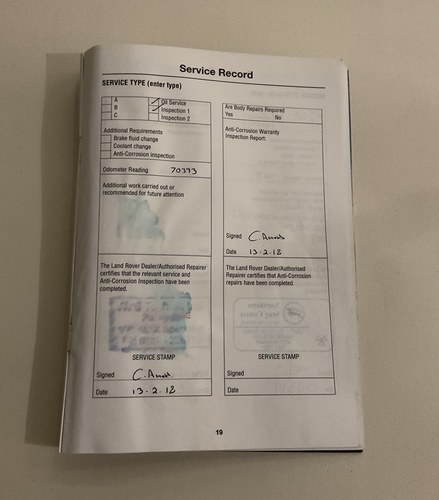 Service Record
SERVICE TYPE (enter type)
A
B
C
Oil Service
Inspection 1
Inspection 2
Additional Requirements
Brake fluid change
Coolant change
Anti-Corrosion inspection
Odometer Reading 70393
Additional work carried out or
recommended for future attention
The Land Rover Dealer/Authorised Repairer
certifies that the relevant service and
Anti-Corrosion Inspection have been
completed.
SERVICE STAMP
Signed
Date 13-2-12
Are Body Repairs Required
Yes No
Anti-Corrosion Warranty
Inspection Report:
Signed
Date 13-2-12
The Land Rover Dealer/Authorised
Repairer certifies that Anti-Corrosion
repairs have been completed.
SERVICE STAMP
Signed
Date
19